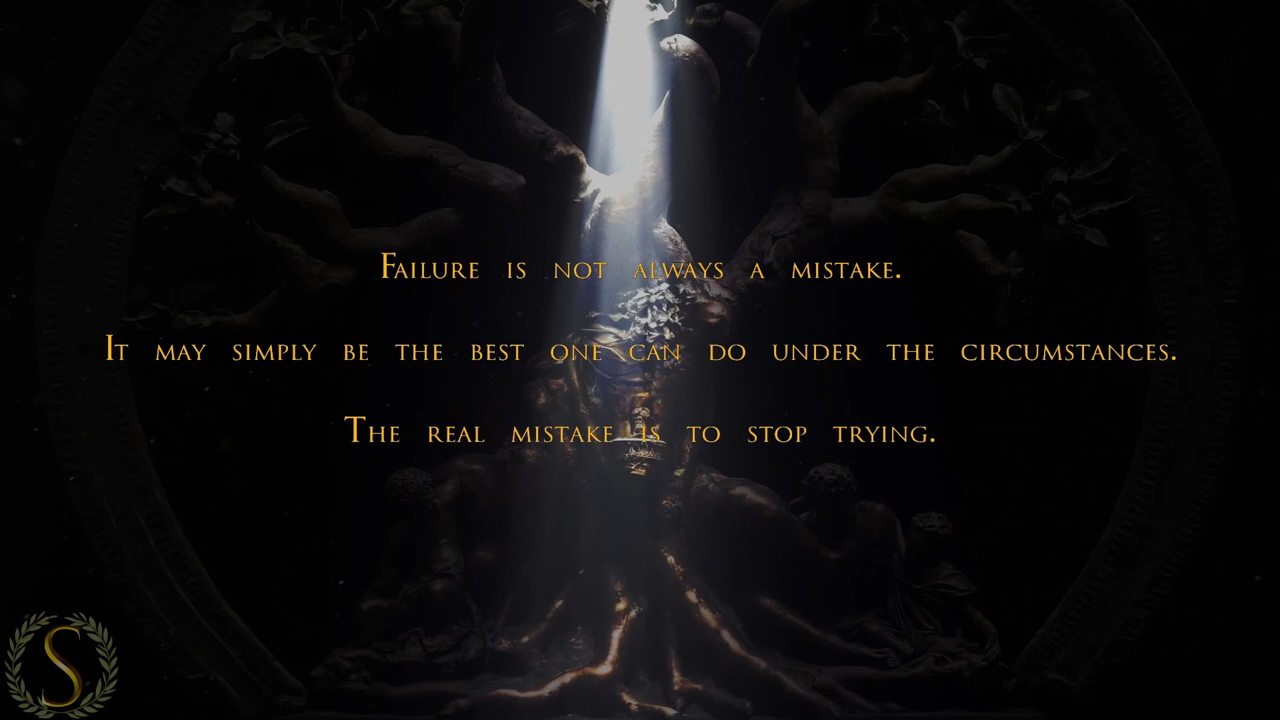 Failure is not always a mistake.
It may simply be the best one can do under the circumstances.
The real mistake is to stop trying.
S